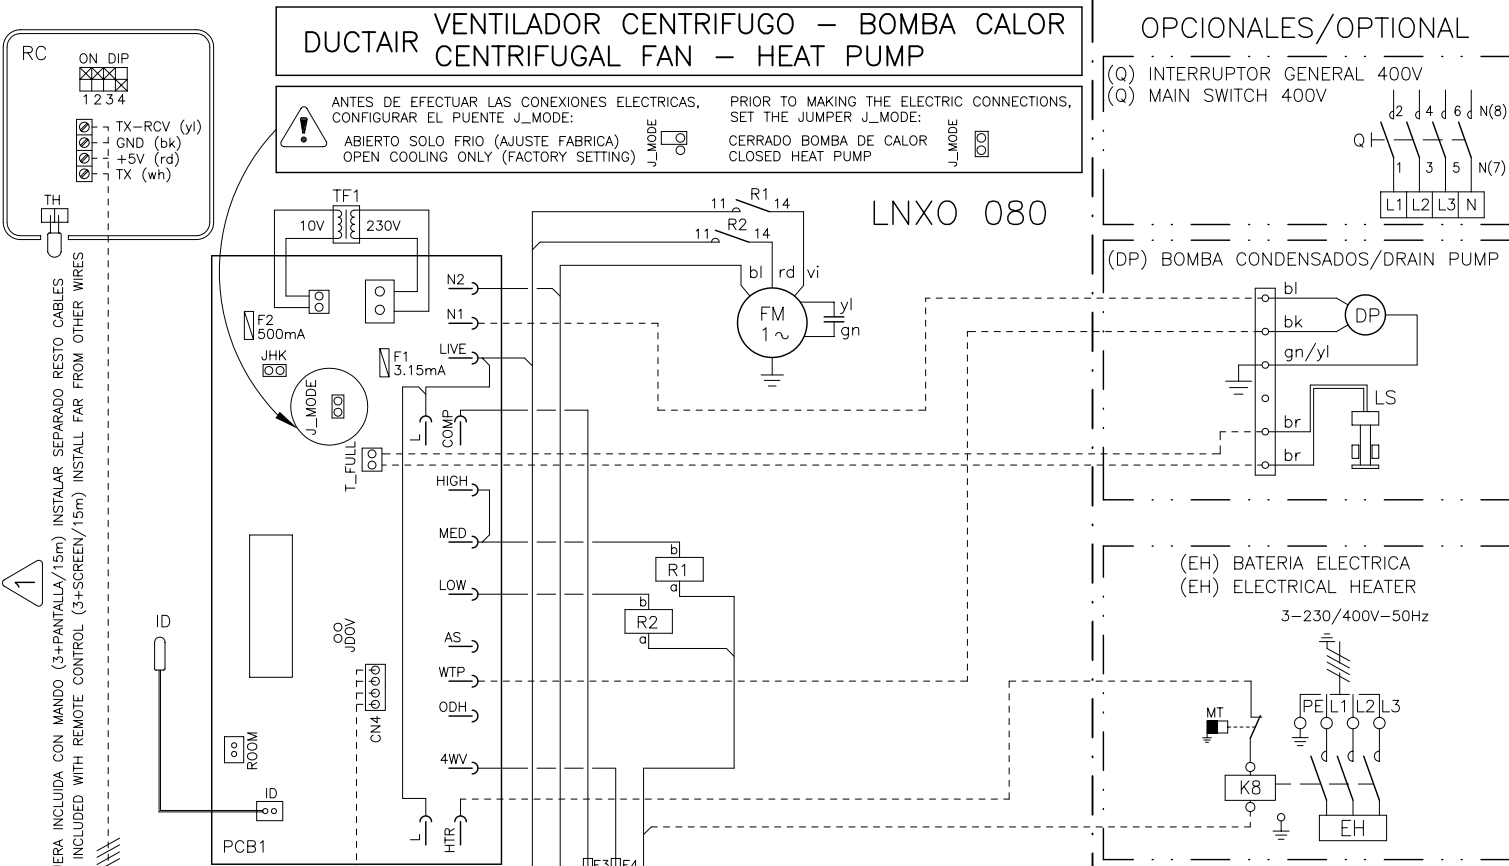 RC
ON DIP
1 2 3 4
TX-RCV (yl)
GND (bk)
+5V (rd)
TX (wh)
TH
DUCTAIR
VENTILADOR CENTRIFUGO - BOMBA CALOR
CENTRIFUGAL FAN - HEAT PUMP
!
ANTES DE EFECTUAR LAS CONEXIONES ELECTRICAS,
CONFIGURAR EL PUENTE J_MODE:
ABIERTO SOLO FRIO (AJUSTE FABRICA)
OPEN COOLING ONLY (FACTORY SETTING)
J_MODE
PRIOR TO MAKING THE ELECTRIC CONNECTIONS,
SET THE JUMPER J_MODE:
CERRADO BOMBA DE CALOR
CLOSED HEAT PUMP
J_MODE
OPCIONALES/OPTIONAL
(Q) INTERRUPTOR GENERAL 400V
(Q) MAIN SWITCH 400V
2 4 6 N(8)
Q
1 3 5 N(7)
L1 L2 L3 N
TF1
10V 230V
R1
11 14
R2
11 14
LNXO 080
bl rd vi
FM
1 ~
yl
gn
N2
N1
LIVE
F2
500mA
JHK
F1
3.15mA
J_MODE
L
COMP
T_FULL
HIGH
MED
LOW
AS
WTP
ODH
4WV
JDOV
CN4
ROOM
ID
ID
L
HTR
PCB1
b
R1
a
b
R2
a
F3 F4
1
ERA INCLUIDA CON MANDO (3+PANTALLA/15m) INSTALAR SEPARADO RESTO CABLES
INCLUDED WITH REMOTE CONTROL (3+SCREEN/15m) INSTALL FAR FROM OTHER WIRES
(DP) BOMBA CONDENSADOS/DRAIN PUMP
bl
bk
gn/yl
br
br
DP
LS
(EH) BATERIA ELECTRICA
(EH) ELECTRICAL HEATER
3-230/400V-50Hz
PE L1 L2 L3
MT
K8
EH